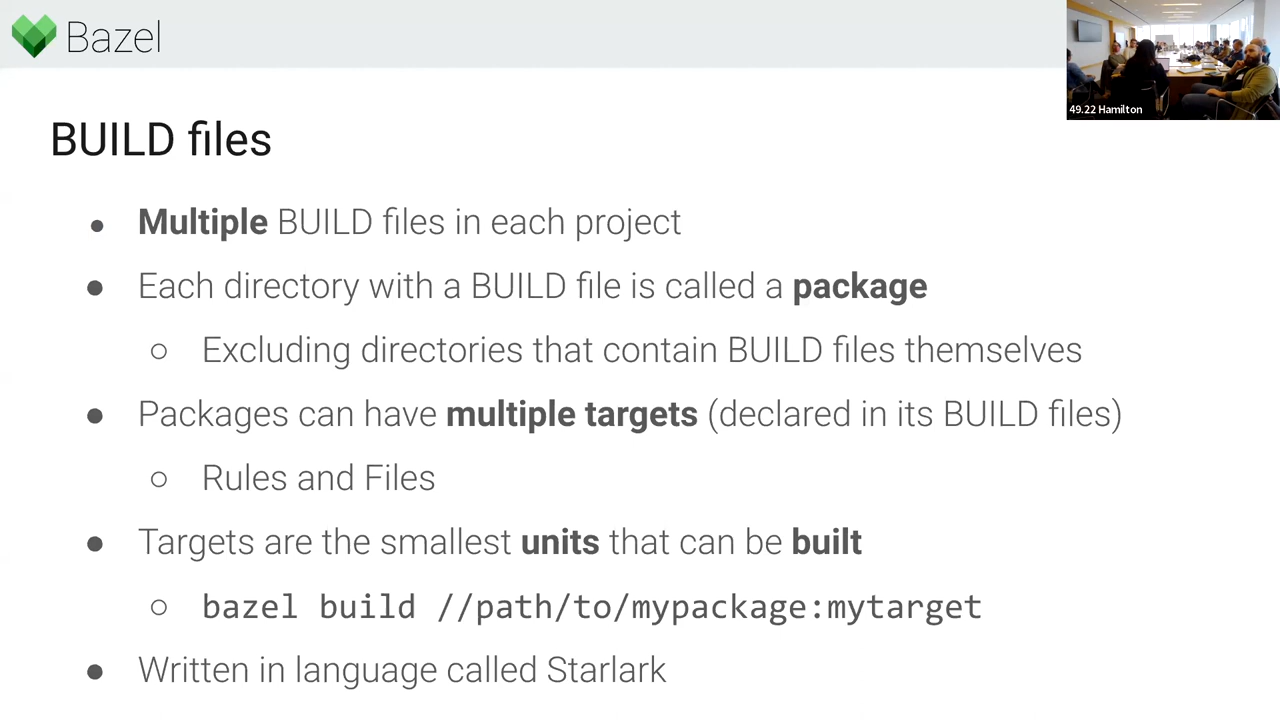 Bazel
49.22 Hamilton
BUILD files
● Multiple BUILD files in each project
● Each directory with a BUILD file is called a package
○ Excluding directories that contain BUILD files themselves
● Packages can have multiple targets (declared in its BUILD files)
○ Rules and Files
● Targets are the smallest units that can be built
○ bazel build //path/to/mypackage:mytarget
● Written in language called Starlark